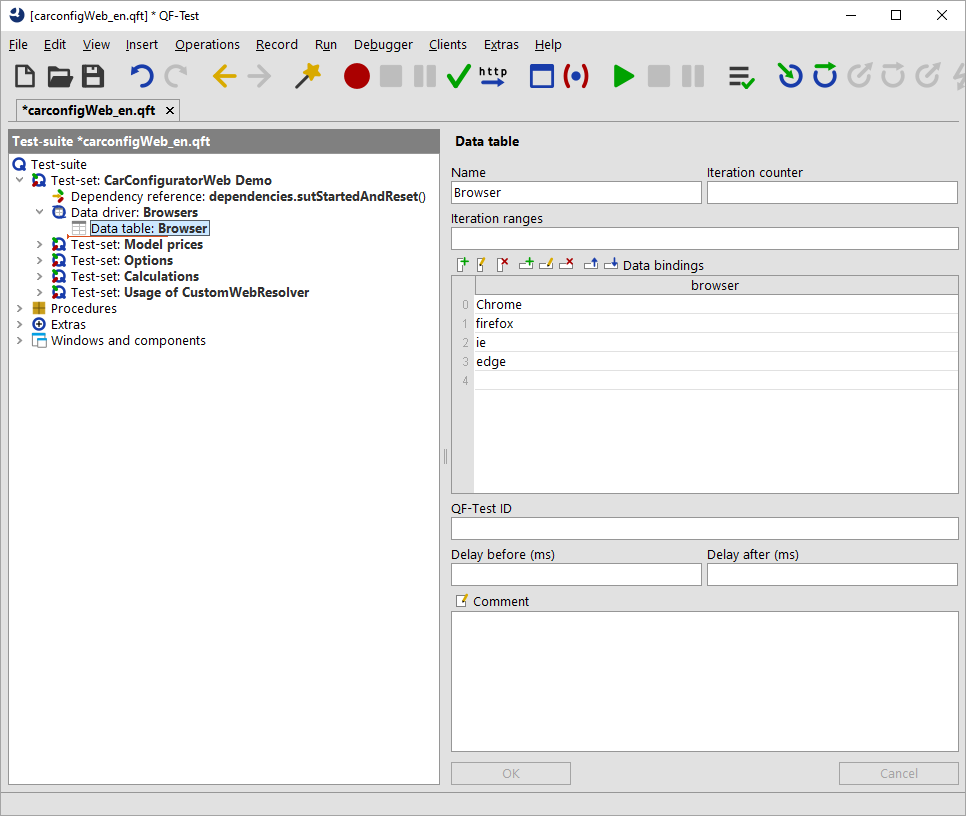 [carconfigWeb_en.qft] * QF-Test
File Edit View Insert Operations Record Run Debugger Clients Extras Help
http
*carconfigWeb_en.qft
Test-suite *carconfigWeb_en.qft
Test-suite
Test-set: CarConfiguratorWeb Demo
Dependency reference: dependencies.sutStartedAndReset()
Data driver: Browsers
Data table: Browser
Test-set: Model prices
Test-set: Options
Test-set: Calculations
Test-set: Usage of CustomWebResolver
Procedures
Extras
Windows and components
Data table
Name Iteration counter
Browser
Iteration ranges
Data bindings
browser
0 Chrome
1 firefox
2 ie
3 edge
4
QF-Test ID
Delay before (ms) Delay after (ms)
Comment
OK Cancel